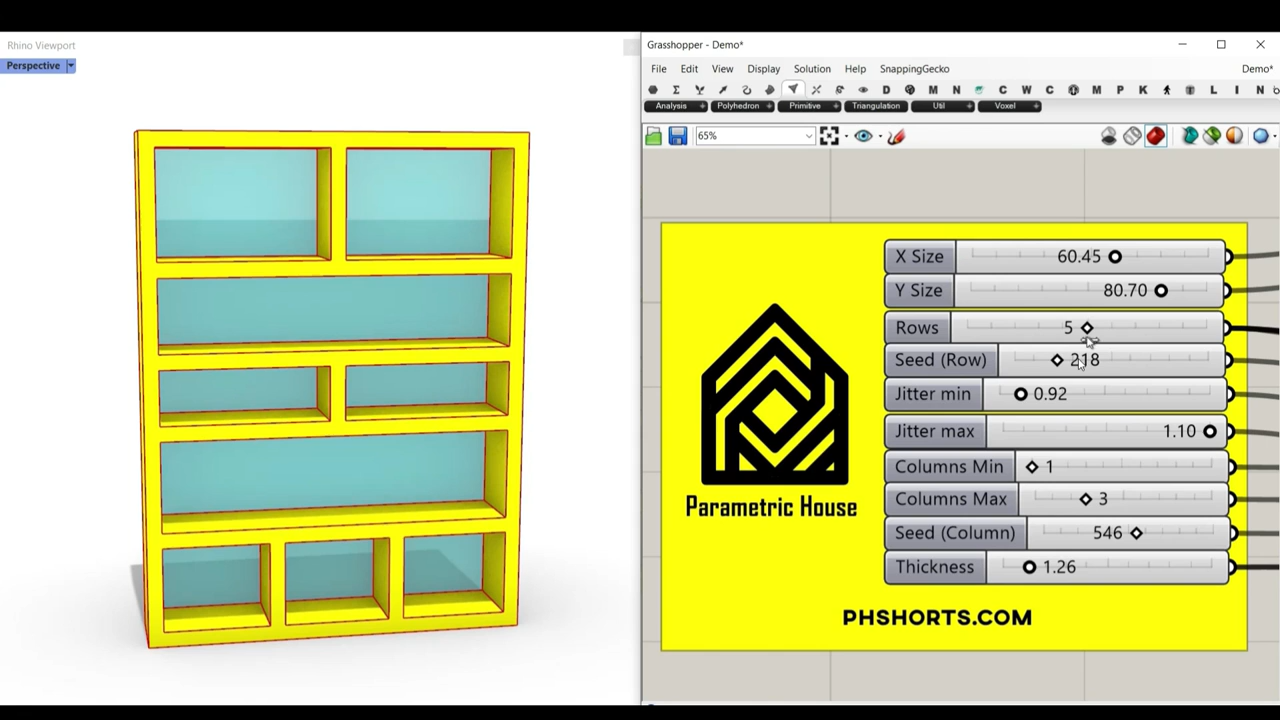 Rhino Viewport
Perspective
Grasshopper - Demo*
File Edit View Display Solution Help SnappingGecko Demo*
D M N C W C M P K L I N
Analysis Polyhedron Primitive Triangulation Util Voxel
65%
X Size 60.45
Y Size 80.70
Rows 5
Seed (Row) 218
Jitter min 0.92
Jitter max 1.10
Columns Min 1
Columns Max 3
Seed (Column) 546
Thickness 1.26
Parametric House
PHSHORTS.COM